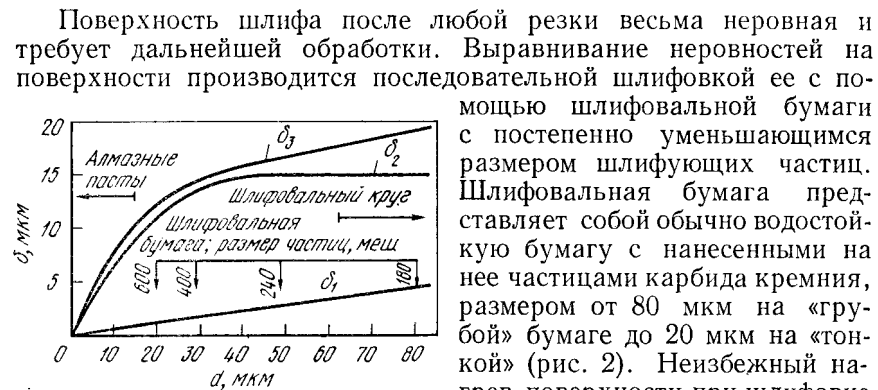 Поверхность шлифа после любой резки весьма неровная и
требует дальнейшей обработки. Выравнивание неровностей на
поверхности производится последовательной шлифовкой ее с по-
мощью шлифовальной бумаги
с постепенно уменьшающимся
размером шлифующих частиц.
Шлифовальная бумага пред-
ставляет собой обычно водостой-
кую бумагу с нанесенными на
нее частицами карбида кремния,
размером от 80 мкм на «гру-
бой» бумаге до 20 мкм на «тон-
кой» (рис. 2). Неизбежный на-
грев поверхности при шлифовке
δ, мкм
20
15
10
5
δ3
δ2
Алмазные
пасты
Шлифовальный круг
Шлифовальная
бумага; размер частиц, меш
600
400
240
180
δ1
0 10 20 30 40 50 60 70 80
d, мкм